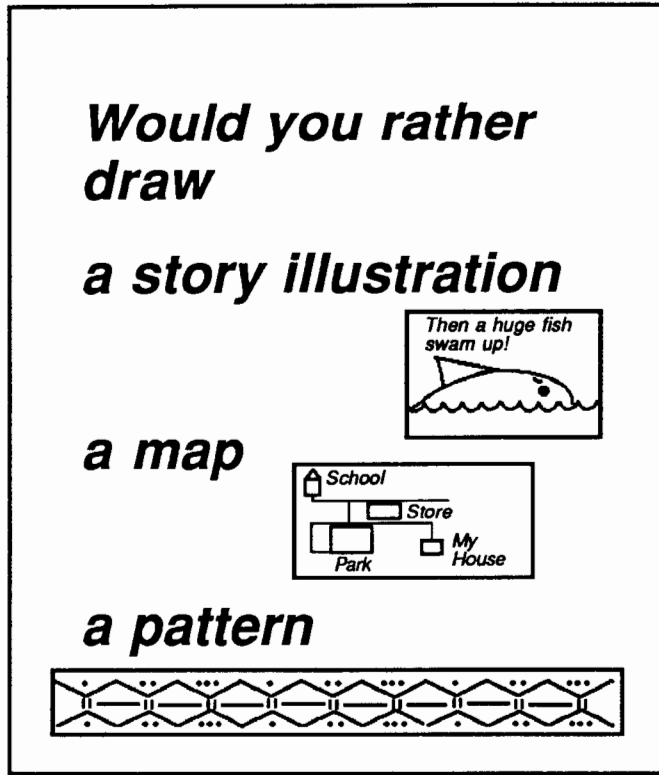 Would you rather
draw
a story illustration
Then a huge fish
swam up!
a map
School
Store
My
House
Park
a pattern